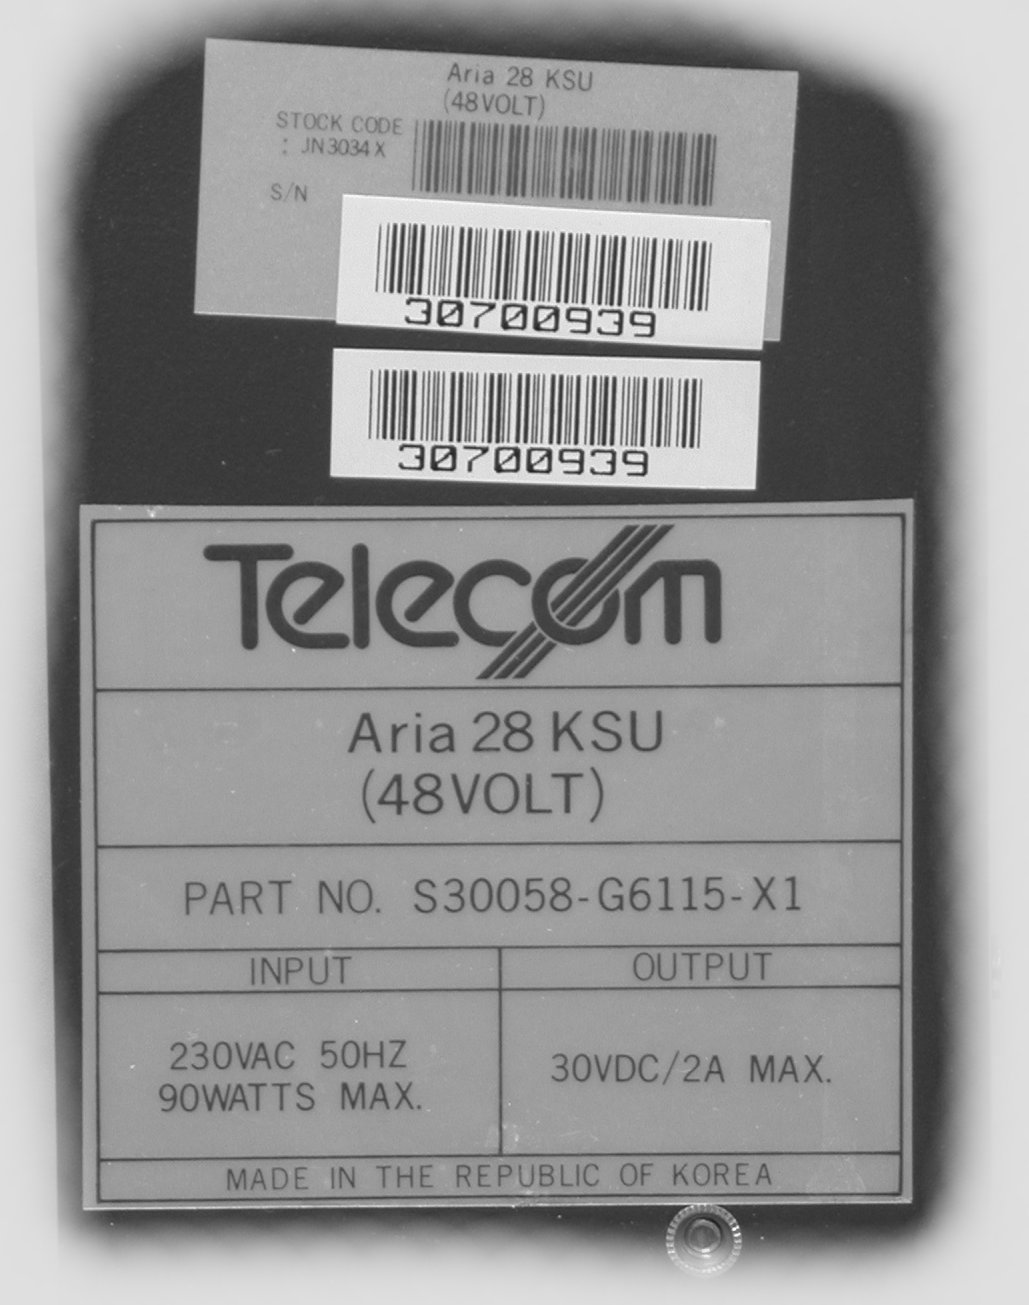 Aria 28 KSU
(48VOLT)
STOCK CODE
: JN3034X
S/N
30700939
30700939
Telecom
Aria 28 KSU
(48VOLT)
PART NO. S30058-G6115-X1
INPUT OUTPUT
230VAC 50HZ
90WATTS MAX.
30VDC/2A MAX.
MADE IN THE REPUBLIC OF KOREA